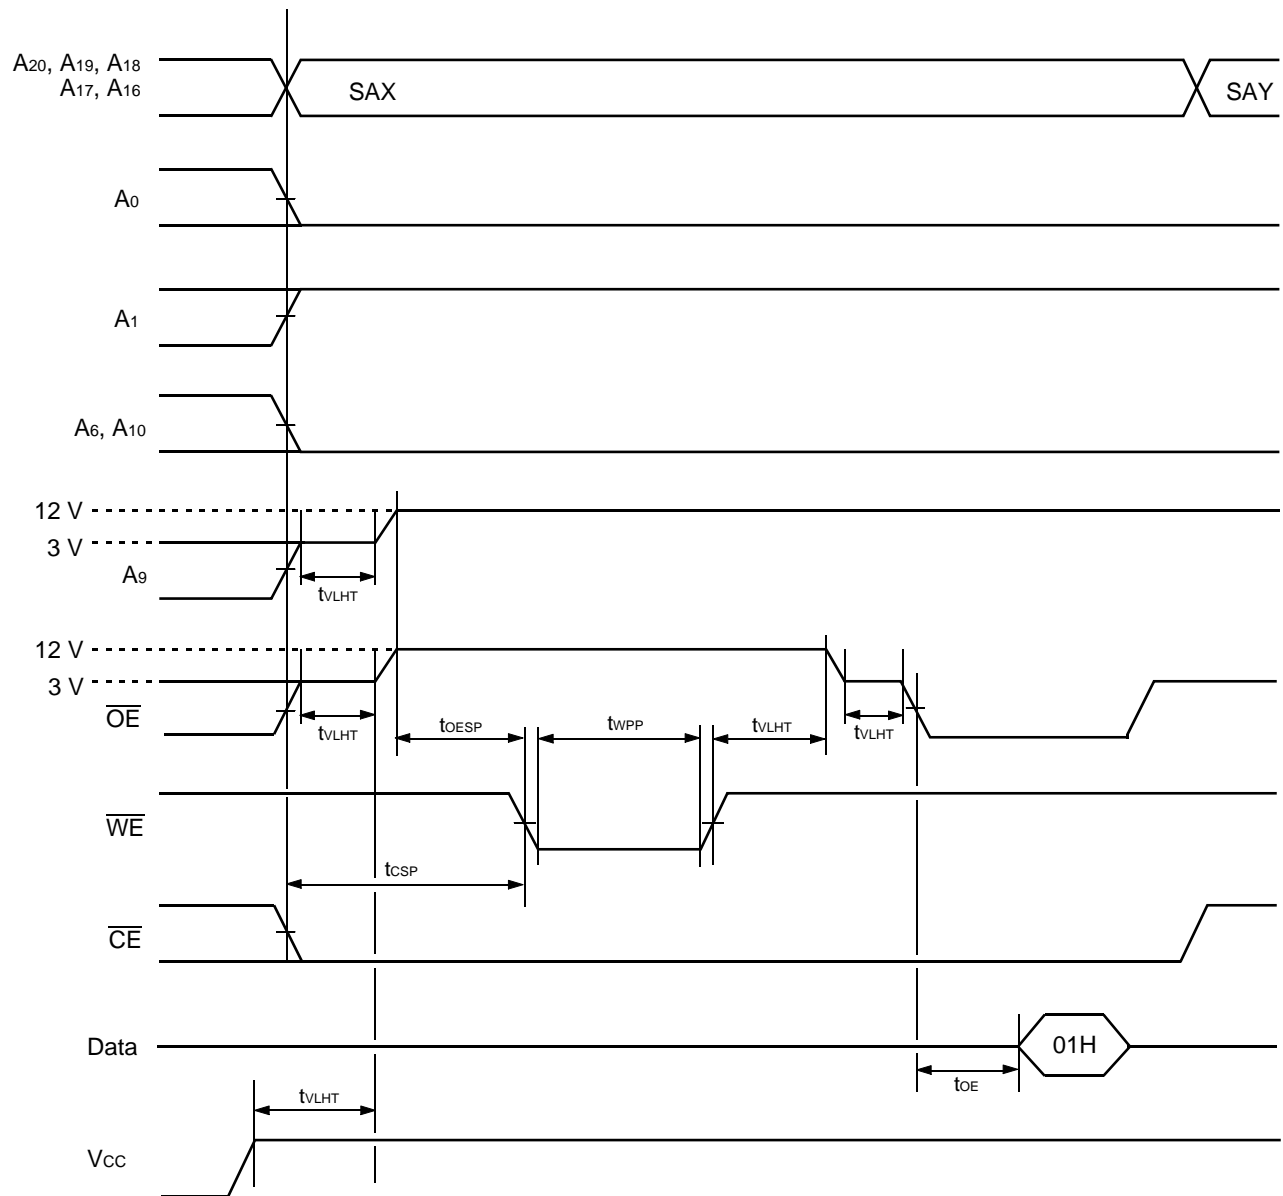 A20, A19, A18
A17, A16
SAX
SAY
A0
A1
A6, A10
12 V
3 V
A9
tVLHT
12 V
3 V
OE
tVLHT
tOESP
tWPP
tVLHT
tVLHT
WE
tCSP
CE
Data
01H
tOE
tVLHT
VCC